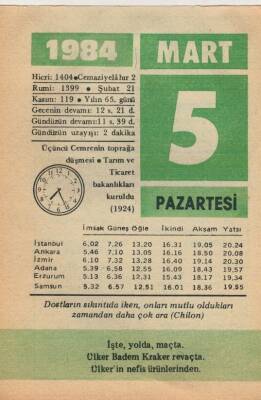 1984 MART
Hicri: 1404 • Cemaziyelâhır 2
Rumi: 1399 • Şubat 21
Kasım: 119 • Yılın 65. günü
Gecenin devamı: 12 s. 21 d.
Gündüzün devamı: 11 s. 39 d.
Gündüzün uzayışı: 2 dakika
5
Üçüncü Cemrenin toprağa
düşmesi • Tarım ve
Ticaret
bakanlıkları
kuruldu
(1924)
PAZARTESİ
İmsak Güneş Öğle İkindi Akşam Yatsı
İstanbul 6.02 7.26 13.20 16.31 19.05 20.24
Ankara 5.46 7.10 13.05 16.16 18.50 20.08
İzmir 6.10 7.32 13.28 16.40 19.14 20.30
Adana 5.39 6.58 12.55 16.09 18.43 19.57
Erzurum 5.13 6.36 12.31 15.43 18.17 19.34
Samsun 5.32 6.57 12.51 16.01 18.36 19.55
Dostların sıkıntıda iken, onları mutlu oldukları
zamandan daha çok ara (Chilon)
İşte, yolda, maçta.
Ülker Badem Kraker revaçta.
Ülker'in nefis ürünlerinden.